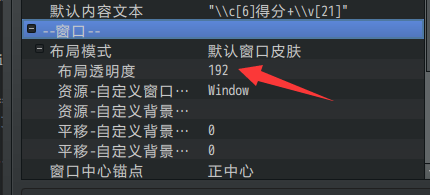 默认内容文本 "\\c[6]得分+\\v[21]"
--窗口--
布局模式 默认窗口皮肤
布局透明度 192
资源-自定义窗口… Window
资源-自定义背景…
平移-自定义背景… 0
平移-自定义背景… 0
窗口中心锚点 正中心